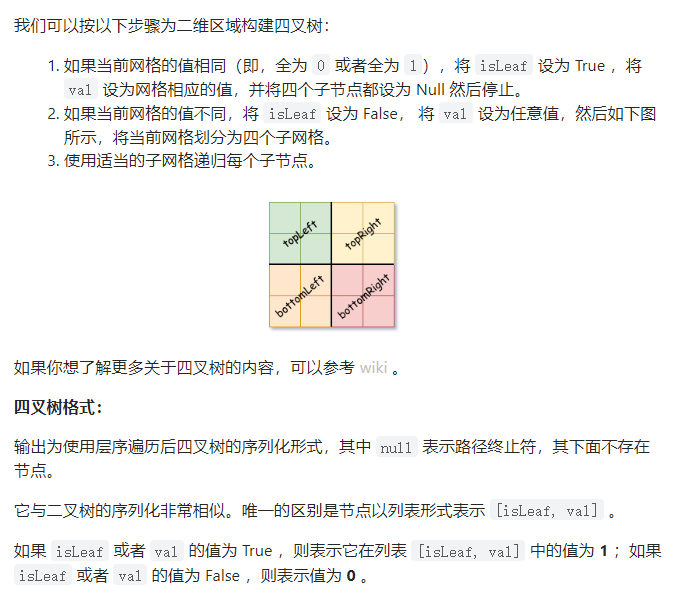 我们可以按以下步骤为二维区域构建四叉树：
1. 如果当前网格的值相同（即，全为 0 或者全为 1），将 isLeaf 设为 True ，将
val 设为网格相应的值，并将四个子节点都设为 Null 然后停止。
2. 如果当前网格的值不同，将 isLeaf 设为 False， 将 val 设为任意值，然后如下图
所示，将当前网格划分为四个子网格。
3. 使用适当的子网格递归每个子节点。
topLeft
topRight
bottomLeft
bottomRight
如果你想了解更多关于四叉树的内容，可以参考 wiki 。
四叉树格式：
输出为使用层序遍历后四叉树的序列化形式，其中 null 表示路径终止符，其下面不存在
节点。
它与二叉树的序列化非常相似。唯一的区别是节点以列表形式表示 [isLeaf, val] 。
如果 isLeaf 或者 val 的值为 True ，则表示它在列表 [isLeaf, val] 中的值为 1 ；如果
isLeaf 或者 val 的值为 False ，则表示值为 0 。